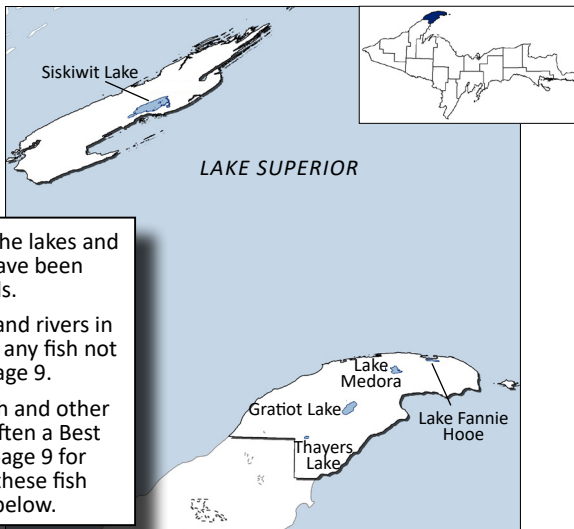 Siskiwit Lake
LAKE SUPERIOR
he lakes and
ave been
ds.
and rivers in
any fish not
age 9.
n and other
ften a Best
age 9 for
these fish
below.
Lake
Medora
Gratiot Lake
Lake Fannie
Hooe
Thayers
Lake